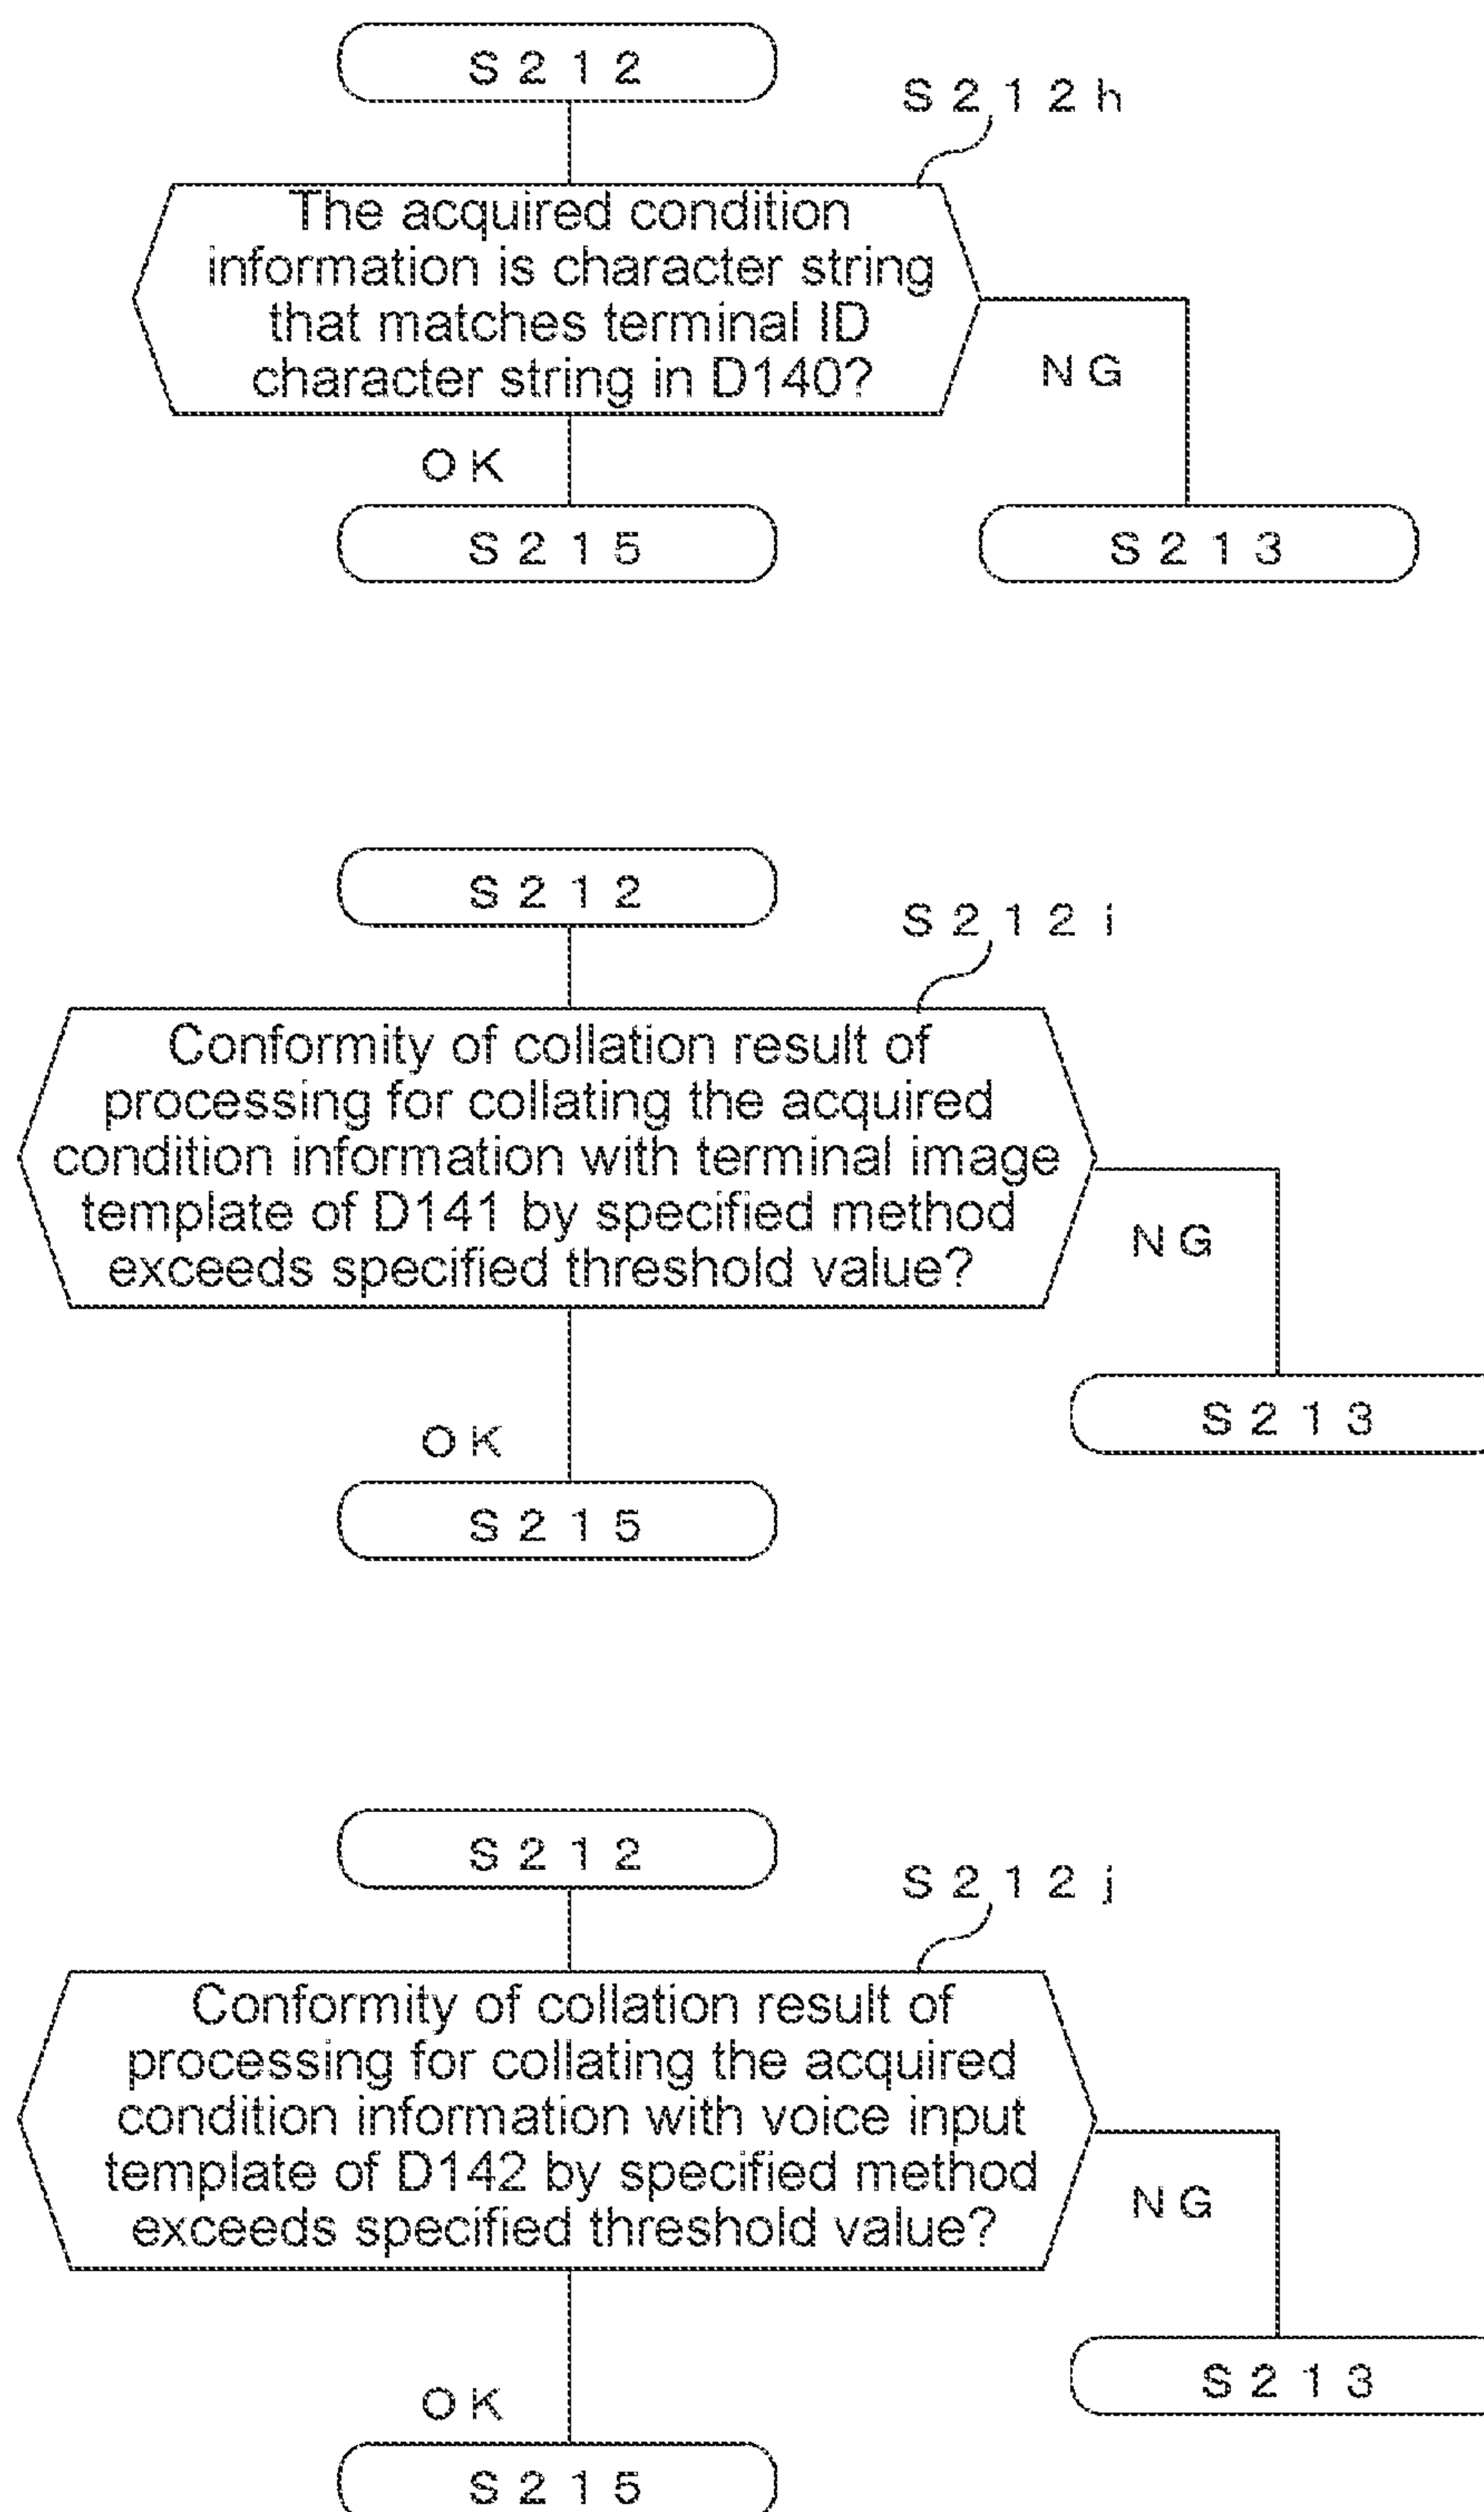 S212
S212h
The acquired condition
information is character string
that matches terminal ID
character string in D140?
NG
OK
S215
S213
S212
S212i
Conformity of collation result of
processing for collating the acquired
condition information with terminal image
template of D141 by specified method
exceeds specified threshold value?
NG
S213
OK
S215
S212
S212j
Conformity of collation result of
processing for collating the acquired
condition information with voice input
template of D142 by specified method
exceeds specified threshold value?
NG
S213
OK
S215